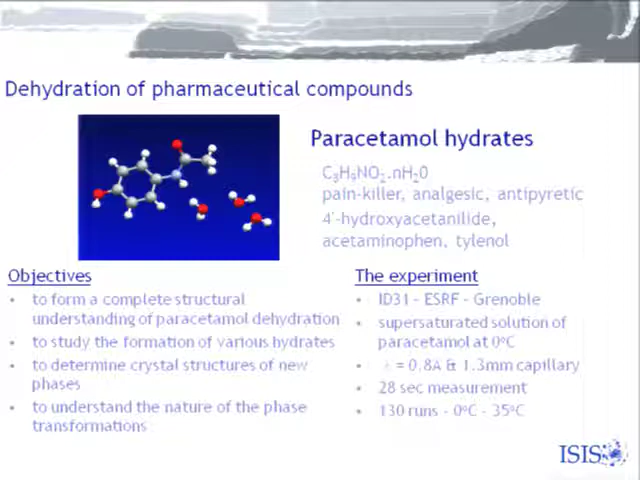 Dehydration of pharmaceutical compounds
Paracetamol hydrates
C₈H₉NO₂.nH₂0
pain-killer, analgesic, antipyretic
4'-hydroxyacetanilide,
acetaminophen, tylenol
Objectives
• to form a complete structural
understanding of paracetamol dehydration
• to study the formation of various hydrates
• to determine crystal structures of new
phases
• to understand the nature of the phase
transformations
The experiment
• ID31 - ESRF - Grenoble
• supersaturated solution of
paracetamol at 0°C
• λ = 0.8Å & 1.3mm capillary
• 28 sec measurement
• 130 runs - 0°C - 35°C
ISIS